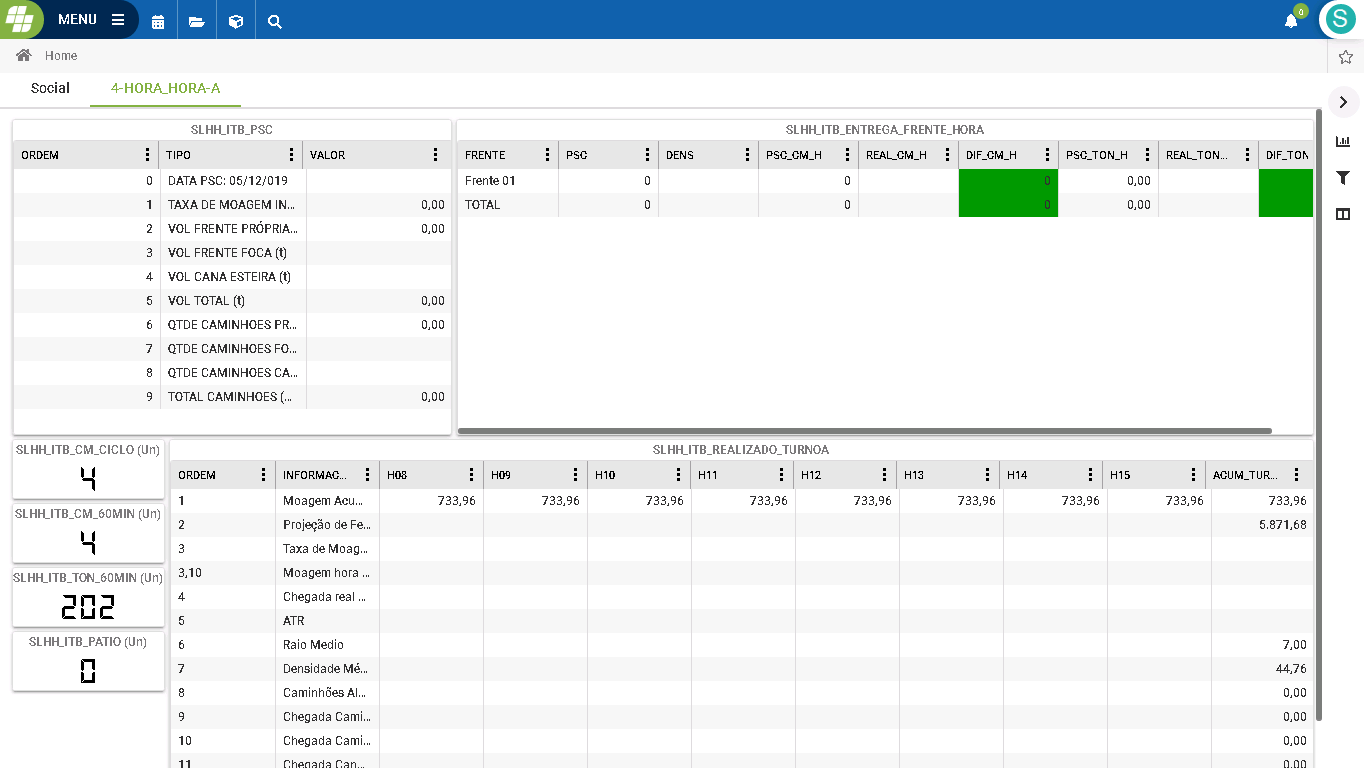 MENU
0
S
Home
Social 4-HORA_HORA-A
SLHH_ITB_PSC
ORDEM TIPO VALOR
0 DATA PSC: 05/12/019
1 TAXA DE MOAGEM IN... 0,00
2 VOL FRENTE PRÓPRIA... 0,00
3 VOL FRENTE FOCA (t)
4 VOL CANA ESTEIRA (t)
5 VOL TOTAL (t) 0,00
6 QTDE CAMINHOES PR... 0,00
7 QTDE CAMINHOES FO...
8 QTDE CAMINHOES CA...
9 TOTAL CAMINHOES (... 0,00
SLHH_ITB_ENTREGA_FRENTE_HORA
FRENTE PSC DENS PSC_CM_H REAL_CM_H DIF_CM_H PSC_TON_H REAL_TON... DIF_TON
Frente 01 0 0 0 0,00
TOTAL 0 0 0 0,00
SLHH_ITB_CM_CICLO (Un)
4
SLHH_ITB_CM_60MIN (Un)
4
SLHH_ITB_TON_60MIN (Un)
202
SLHH_ITB_PATIO (Un)
0
SLHH_ITB_REALIZADO_TURNOA
ORDEM INFORMAC... H08 H09 H10 H11 H12 H13 H14 H15 ACUM_TUR...
1 Moagem Acu... 733,96 733,96 733,96 733,96 733,96 733,96 733,96 733,96 733,96
2 Projeção de Fe... 5.871,68
3 Taxa de Moag...
3,10 Moagem hora ...
4 Chegada real ...
5 ATR
6 Raio Medio 7,00
7 Densidade Mé... 44,76
8 Caminhões Al... 0,00
9 Chegada Cami... 0,00
10 Chegada Cami... 0,00
11 Chegada Can... 0,00